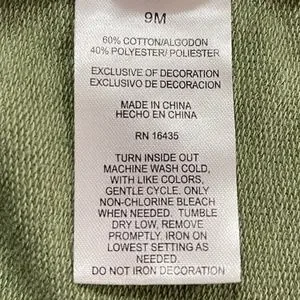 9M
60% COTTON/ALGODON
40% POLYESTER/ POLIESTER
EXCLUSIVE OF DECORATION
EXCLUSIVO DE DECORACION
MADE IN CHINA
HECHO EN CHINA
RN 16435
TURN INSIDE OUT
MACHINE WASH COLD,
WITH LIKE COLORS,
GENTLE CYCLE. ONLY
NON-CHLORINE BLEACH
WHEN NEEDED. TUMBLE
DRY LOW, REMOVE
PROMPTLY. IRON ON
LOWEST SETTING AS
NEEDED.
DO NOT IRON DECORATION